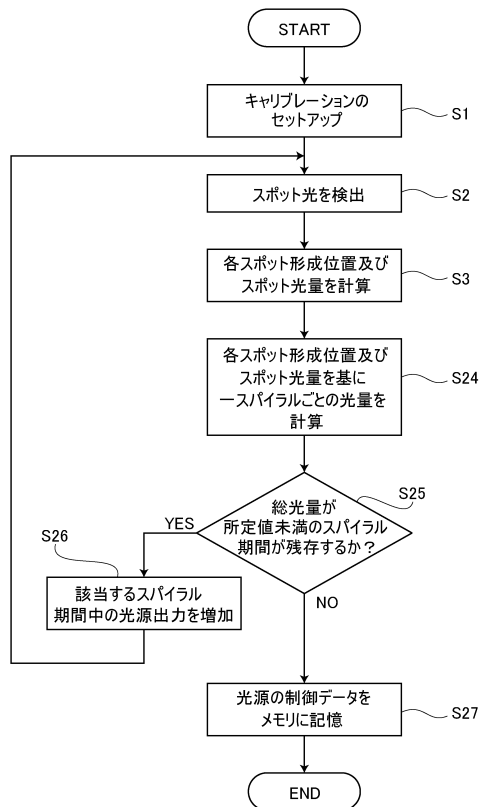 START
キャリブレーションの
セットアップ
S1
スポット光を検出
S2
各スポット形成位置及び
スポット光量を計算
S3
各スポット形成位置及び
スポット光量を基に
一スパイラルごとの光量を
計算
S24
総光量が
所定値未満のスパイラル
期間が残存するか?
S25
YES
NO
S26
該当するスパイラル
期間中の光源出力を増加
光源の制御データを
メモリに記憶
S27
END